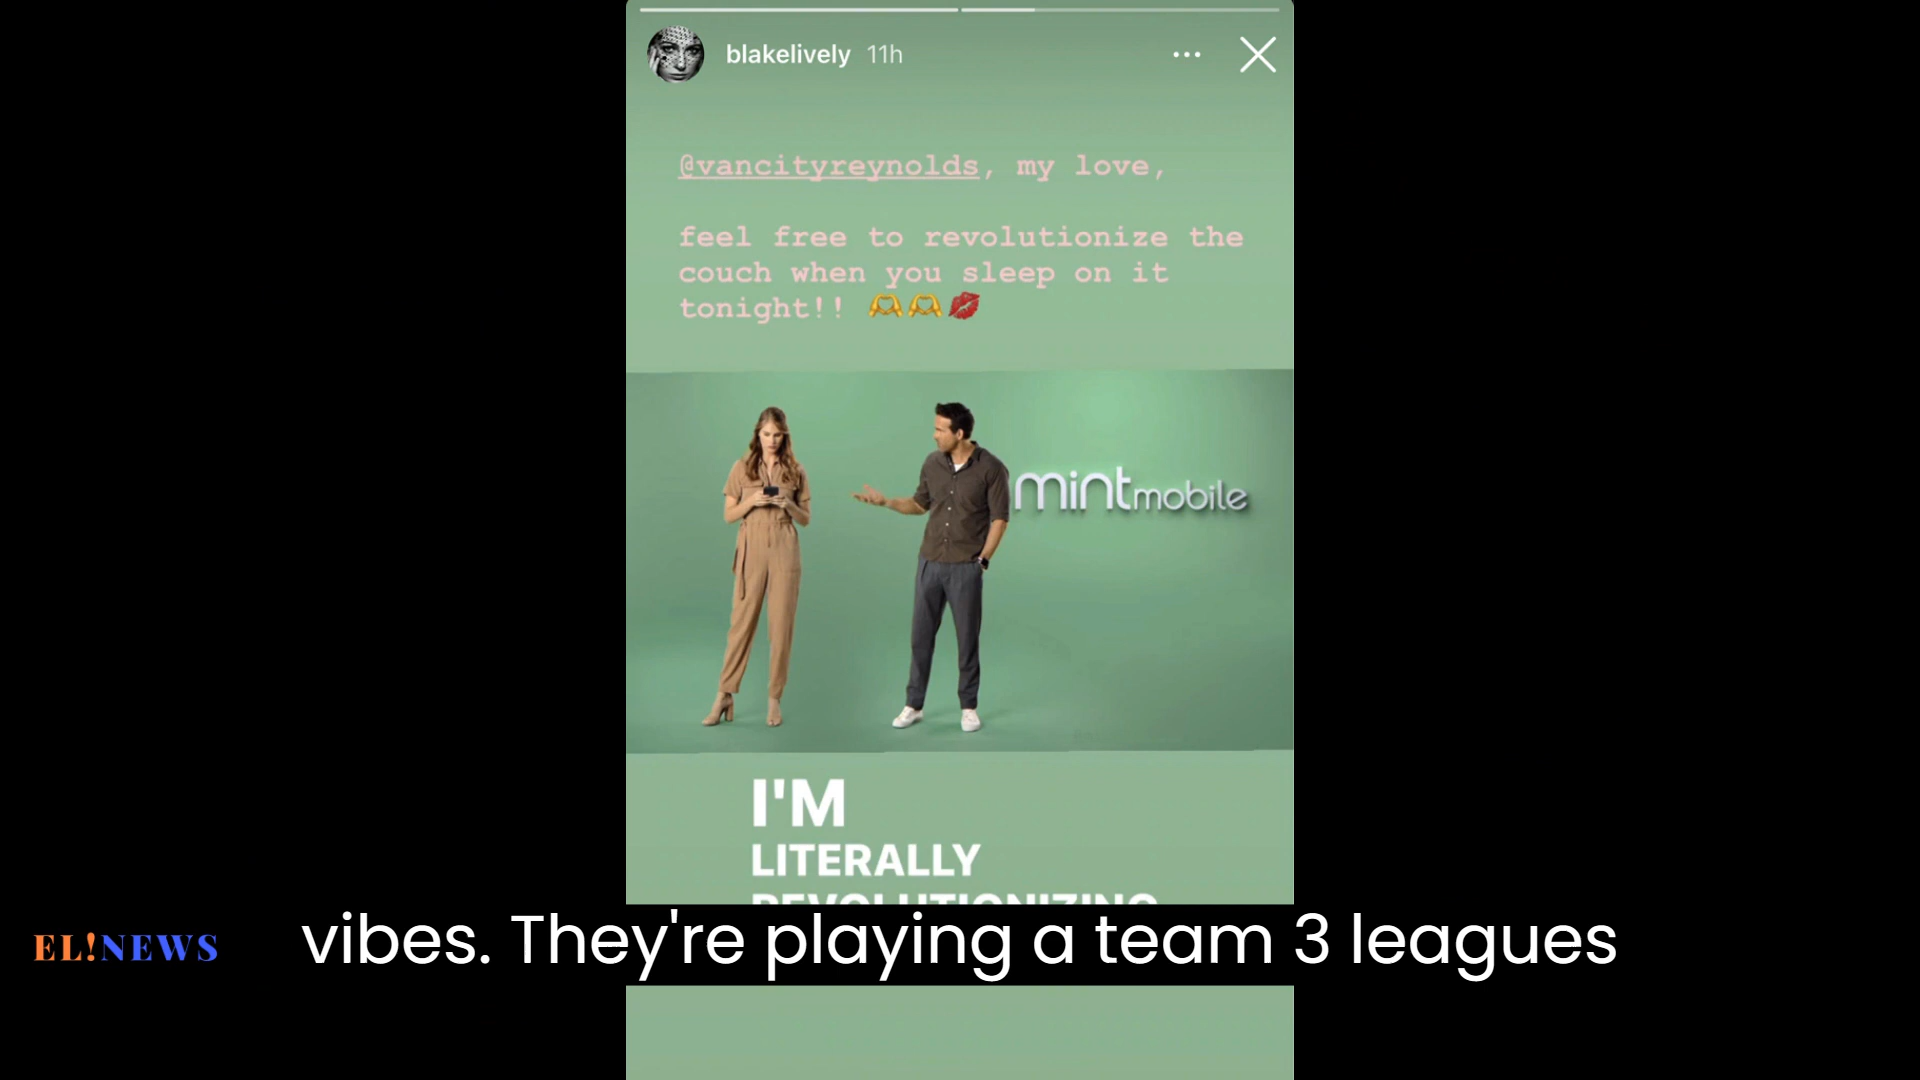 blakelively 11h
@vancityreynolds, my love,
feel free to revolutionize the
couch when you sleep on it
tonight!! 🫶🫶💋
mintmobile
I'M
LITERALLY
REVOLUTIONIZING
EL!NEWS
vibes. They're playing a team 3 leagues